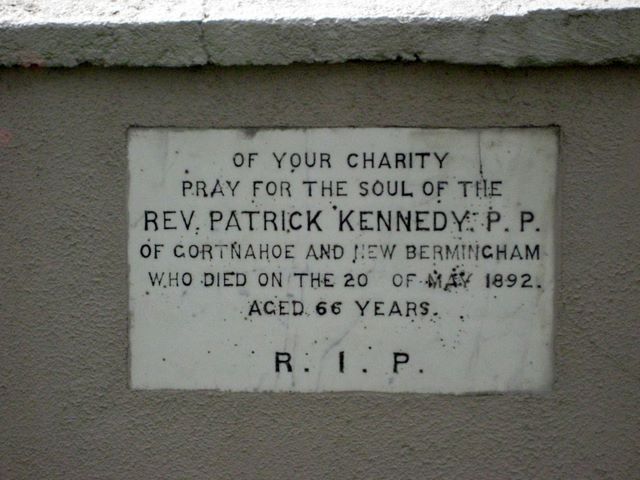 OF YOUR CHARITY
PRAY FOR THE SOUL OF THE
REV. PATRICK KENNEDY. P. P.
OF GORTNAHOE AND NEW BERMINGHAM
WHO DIED ON THE 20 OF MAY 1892.
AGED 66 YEARS.
R. I. P.